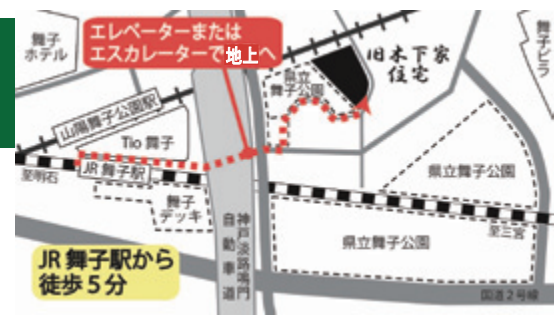 舞子
ホテル
エレベーターまたは
エスカレーターで地上へ
旧木下家
住宅
舞子ビラ
県立
舞子公園
山陽舞子公園駅
Tio 舞子
JR 舞子駅
至明石
舞子
デッキ
神戸淡路鳴門
自動車道
県立舞子公園
至三宮
県立舞子公園
JR 舞子駅から
徒歩 5 分
国道2号線